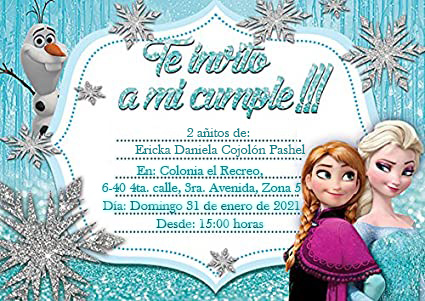 Te invito
a mi cumple!!!
2 añitos de:
Ericka Daniela Cojolón Pashel
En: Colonia el Recreo,
6-40 4ta. calle, 3ra. Avenida, Zona 5
Día: Domingo 31 de enero de 2021
Desde: 15:00 horas